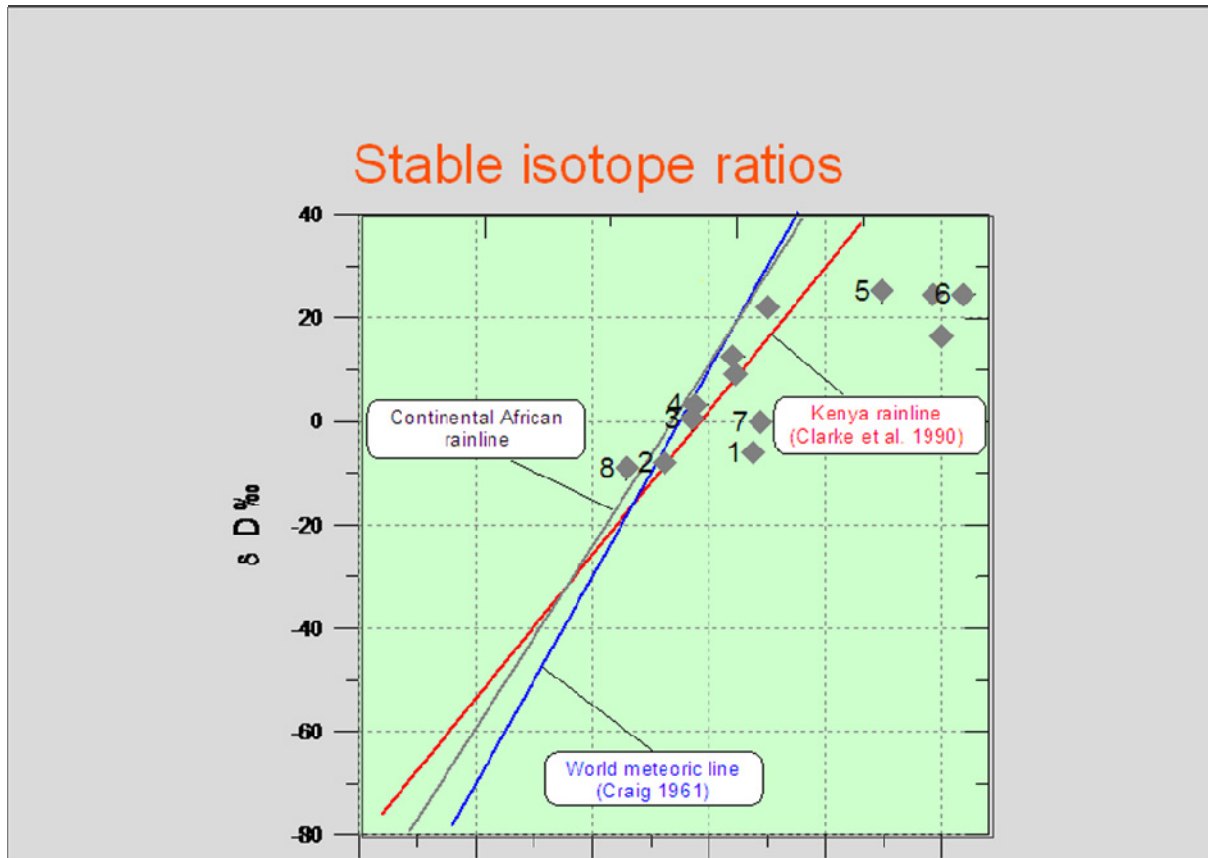 Stable isotope ratios
40
20
0
-20
-40
-60
-80
δ D‰
5
6
4
3
7
1
8
2
Continental African
rainline
Kenya rainline
(Clarke et al. 1990)
World meteoric line
(Craig 1961)